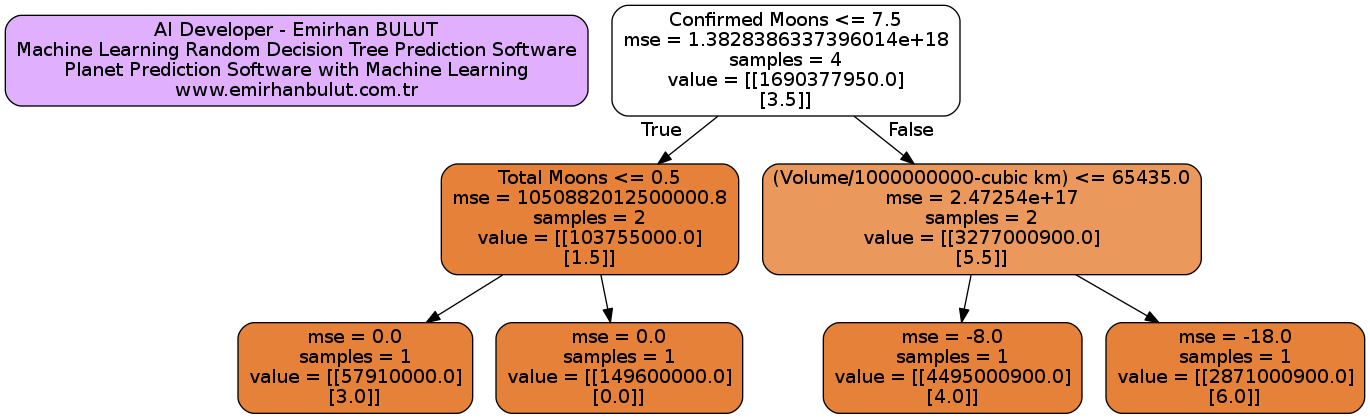 AI Developer - Emirhan BULUT
Machine Learning Random Decision Tree Prediction Software
Planet Prediction Software with Machine Learning
www.emirhanbulut.com.tr
Confirmed Moons <= 7.5
mse = 1.3828386337396014e+18
samples = 4
value = [[1690377950.0]
[3.5]]
True
False
Total Moons <= 0.5
mse = 1050882012500000.8
samples = 2
value = [[103755000.0]
[1.5]]
(Volume/1000000000-cubic km) <= 65435.0
mse = 2.47254e+17
samples = 2
value = [[3277000900.0]
[5.5]]
mse = 0.0
samples = 1
value = [[57910000.0]
[3.0]]
mse = 0.0
samples = 1
value = [[149600000.0]
[0.0]]
mse = -8.0
samples = 1
value = [[4495000900.0]
[4.0]]
mse = -18.0
samples = 1
value = [[2871000900.0]
[6.0]]